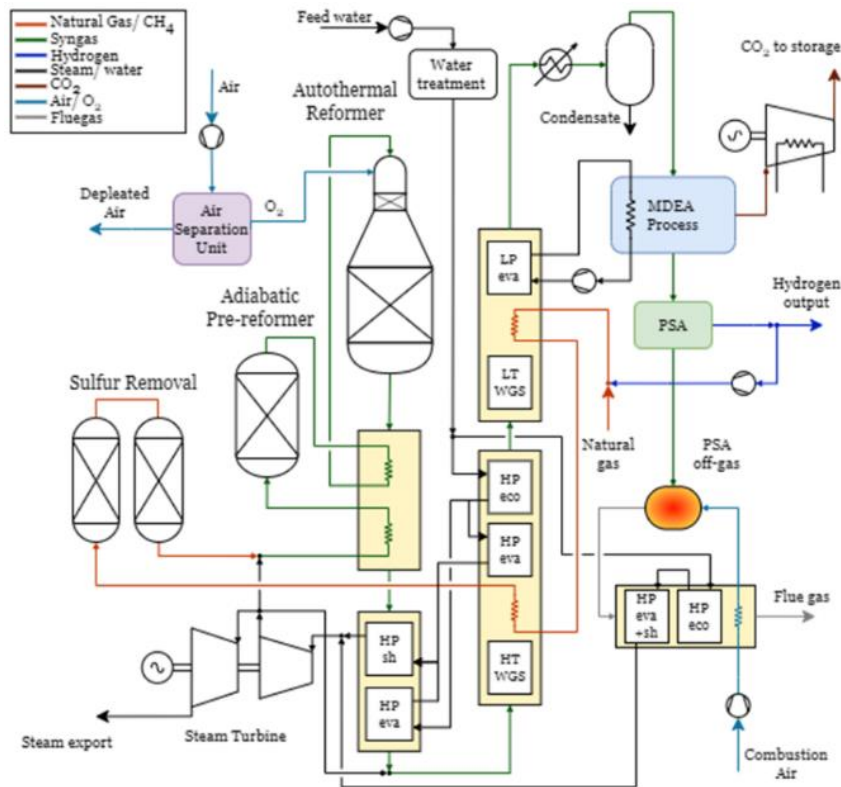 Natural Gas/ CH4
Syngas
Hydrogen
Steam/ water
CO2
Air/ O2
Fluegas
Feed water
Water
treatment
CO2 to storage
Air
Autothermal
Reformer
Condensate
Depleated
Air
O2
Air
Separation
Unit
MDEA
Process
LP
eva
Hydrogen
output
Adiabatic
Pre-reformer
PSA
LT
WGS
Sulfur Removal
Natural
gas
PSA
off-gas
HP
eco
HP
eva
Flue gas
HP
eva
+sh
HP
eco
HP
sh
HT
WGS
HP
eva
Steam export
Steam Turbine
Combustion
Air